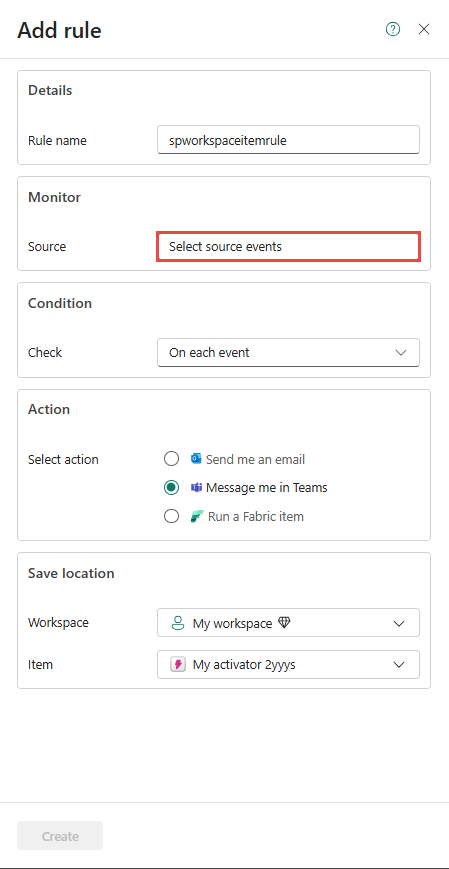 Add rule
Details
Rule name
spworkspaceitemrule
Monitor
Source
Select source events
Condition
Check
On each event
Action
Select action
Send me an email
Message me in Teams
Run a Fabric item
Save location
Workspace
My workspace
Item
My activator 2yyys
Create